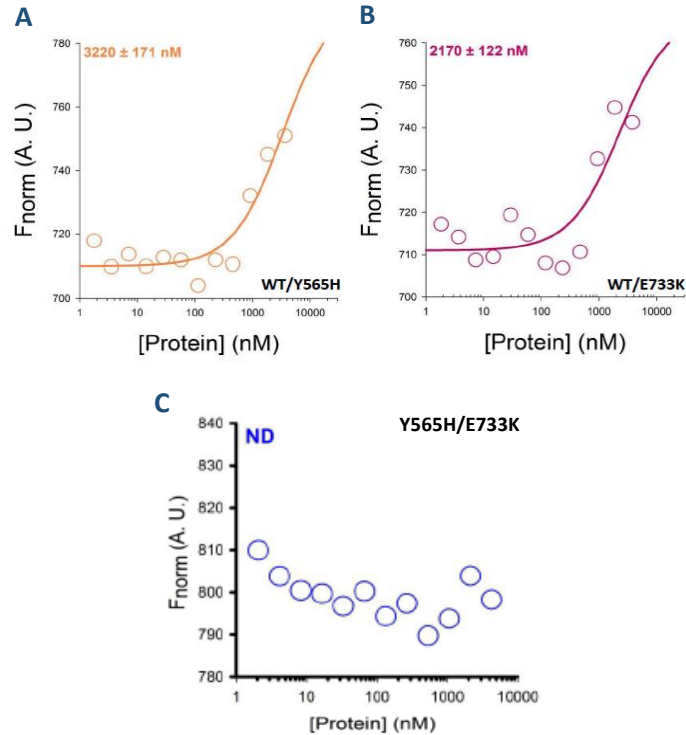 A
780
3220 ± 171 nM
760
740
720
700
Fnorm (A. U.)
WT/Y565H
1 10 100 1000 10000
[Protein] (nM)
B
760
2170 ± 122 nM
750
740
730
720
710
700
Fnorm (A. U.)
WT/E733K
1 10 100 1000 10000
[Protein] (nM)
C
Y565H/E733K
840
ND
830
820
810
800
790
780
Fnorm (A. U.)
1 10 100 1000 10000
[Protein] (nM)